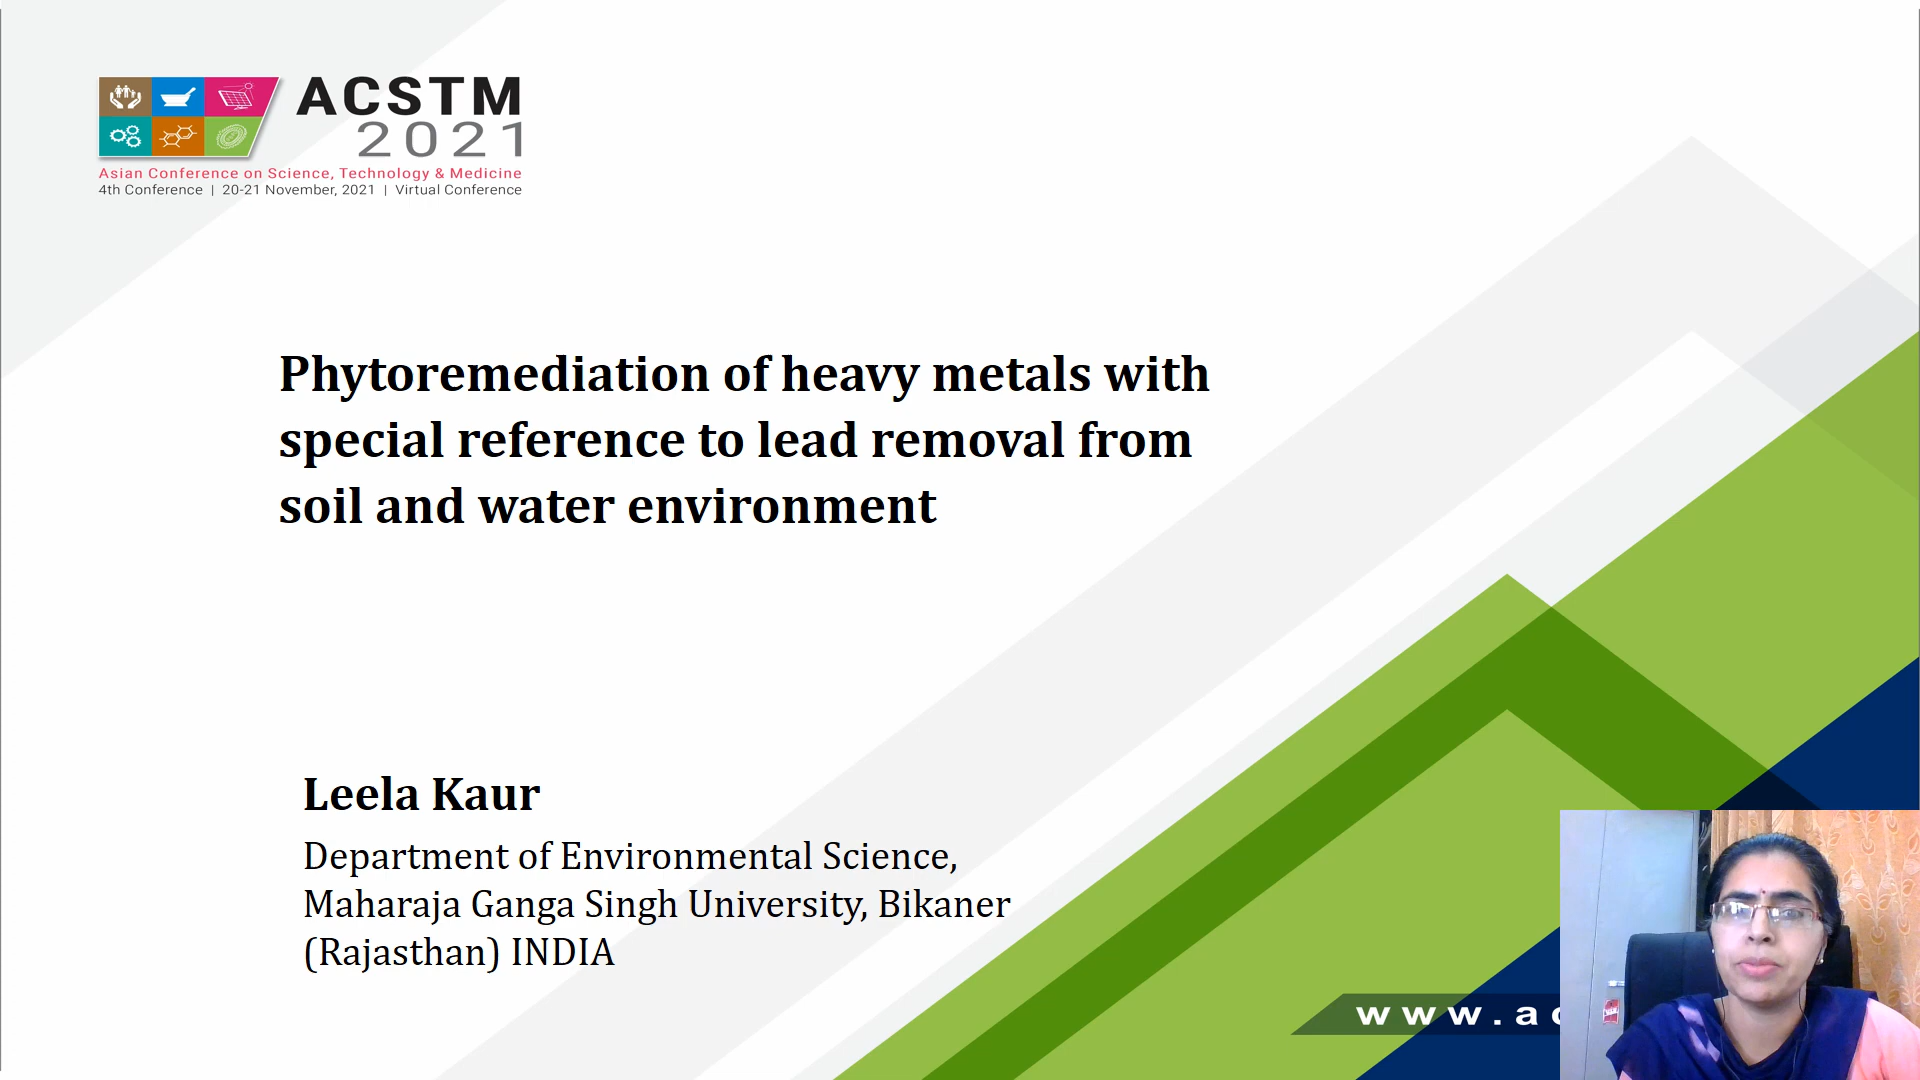 ACSTM
2021
Asian Conference on Science, Technology & Medicine
4th Conference | 20-21 November, 2021 | Virtual Conference
Phytoremediation of heavy metals with
special reference to lead removal from
soil and water environment
Leela Kaur
Department of Environmental Science,
Maharaja Ganga Singh University, Bikaner
(Rajasthan) INDIA
www.ac